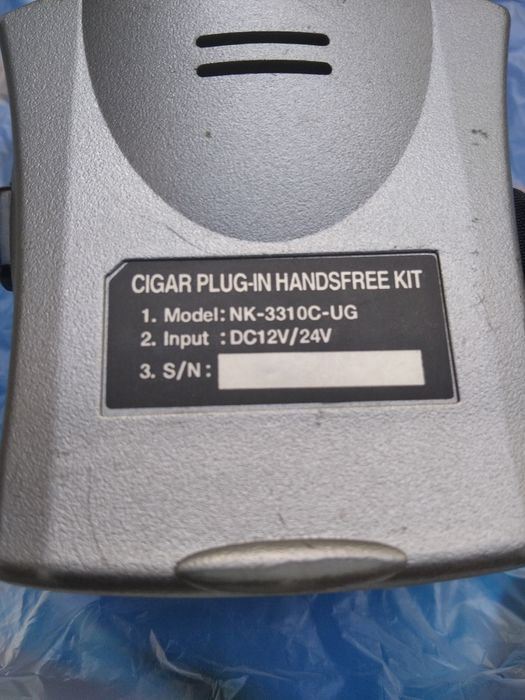 CIGAR PLUG-IN HANDSFREE KIT
1. Model: NK-3310C-UG
2. Input : DC12V/24V
3. S/N :